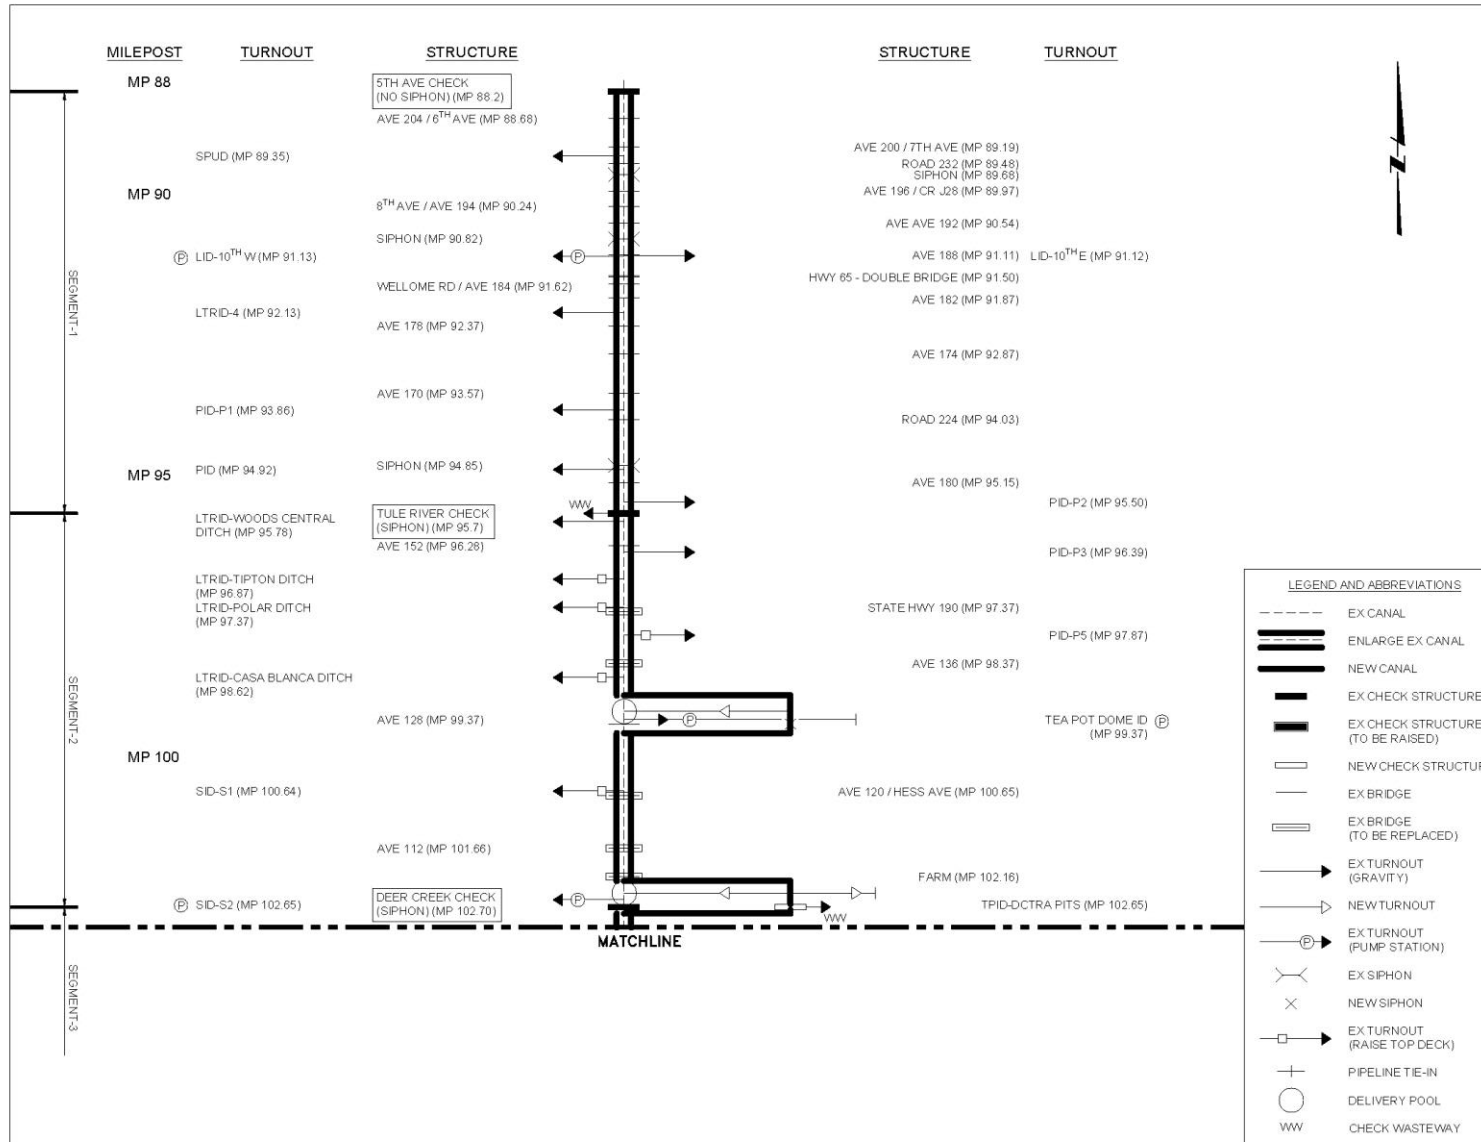 MILEPOST TURNOUT STRUCTURE STRUCTURE TURNOUT
MP 88
5TH AVE CHECK
(NO SIPHON) (MP 88.2)
AVE 204 / 6TH AVE (MP 88.68)
AVE 200 / 7TH AVE (MP 89.19)
SPUD (MP 89.35)
ROAD 232 (MP 89.48)
SIPHON (MP 89.68)
MP 90
AVE 196 / CR J28 (MP 89.97)
8TH AVE / AVE 194 (MP 90.24)
AVE AVE 192 (MP 90.54)
SIPHON (MP 90.82)
P LID-10TH W (MP 91.13)
P
AVE 188 (MP 91.11) LID-10TH E (MP 91.12)
HWY 65 - DOUBLE BRIDGE (MP 91.50)
WELLOME RD / AVE 184 (MP 91.62)
AVE 182 (MP 91.87)
LTRID-4 (MP 92.13)
AVE 178 (MP 92.37)
AVE 174 (MP 92.87)
AVE 170 (MP 93.57)
PID-P1 (MP 93.86)
ROAD 224 (MP 94.03)
MP 95
PID (MP 94.92)
SIPHON (MP 94.85)
AVE 180 (MP 95.15)
PID-P2 (MP 95.50)
WW
TULE RIVER CHECK
(SIPHON) (MP 95.7)
LTRID-WOODS CENTRAL
DITCH (MP 95.78)
AVE 152 (MP 96.28)
PID-P3 (MP 96.39)
LTRID-TIPTON DITCH
(MP 96.87)
LTRID-POLAR DITCH
(MP 97.37)
STATE HWY 190 (MP 97.37)
PID-P5 (MP 97.87)
AVE 136 (MP 98.37)
LTRID-CASA BLANCA DITCH
(MP 98.62)
AVE 128 (MP 99.37)
P
TEA POT DOME ID P
(MP 99.37)
MP 100
SID-S1 (MP 100.64)
AVE 120 / HESS AVE (MP 100.65)
AVE 112 (MP 101.66)
FARM (MP 102.16)
DEER CREEK CHECK
(SIPHON) (MP 102.70)
P
P SID-S2 (MP 102.65)
TPID-DCTRA PITS (MP 102.65)
WW
MATCHLINE
SEGMENT-1
SEGMENT-2
SEGMENT-3
N
LEGEND AND ABBREVIATIONS
EX CANAL
ENLARGE EX CANAL
NEW CANAL
EX CHECK STRUCTURE
EX CHECK STRUCTURE
(TO BE RAISED)
NEW CHECK STRUCTUR
EX BRIDGE
EX BRIDGE
(TO BE REPLACED)
EX TURNOUT
(GRAVITY)
NEW TURNOUT
P
EX TURNOUT
(PUMP STATION)
EX SIPHON
NEW SIPHON
EX TURNOUT
(RAISE TOP DECK)
PIPELINE TIE-IN
DELIVERY POOL
WW CHECK WASTEWAY